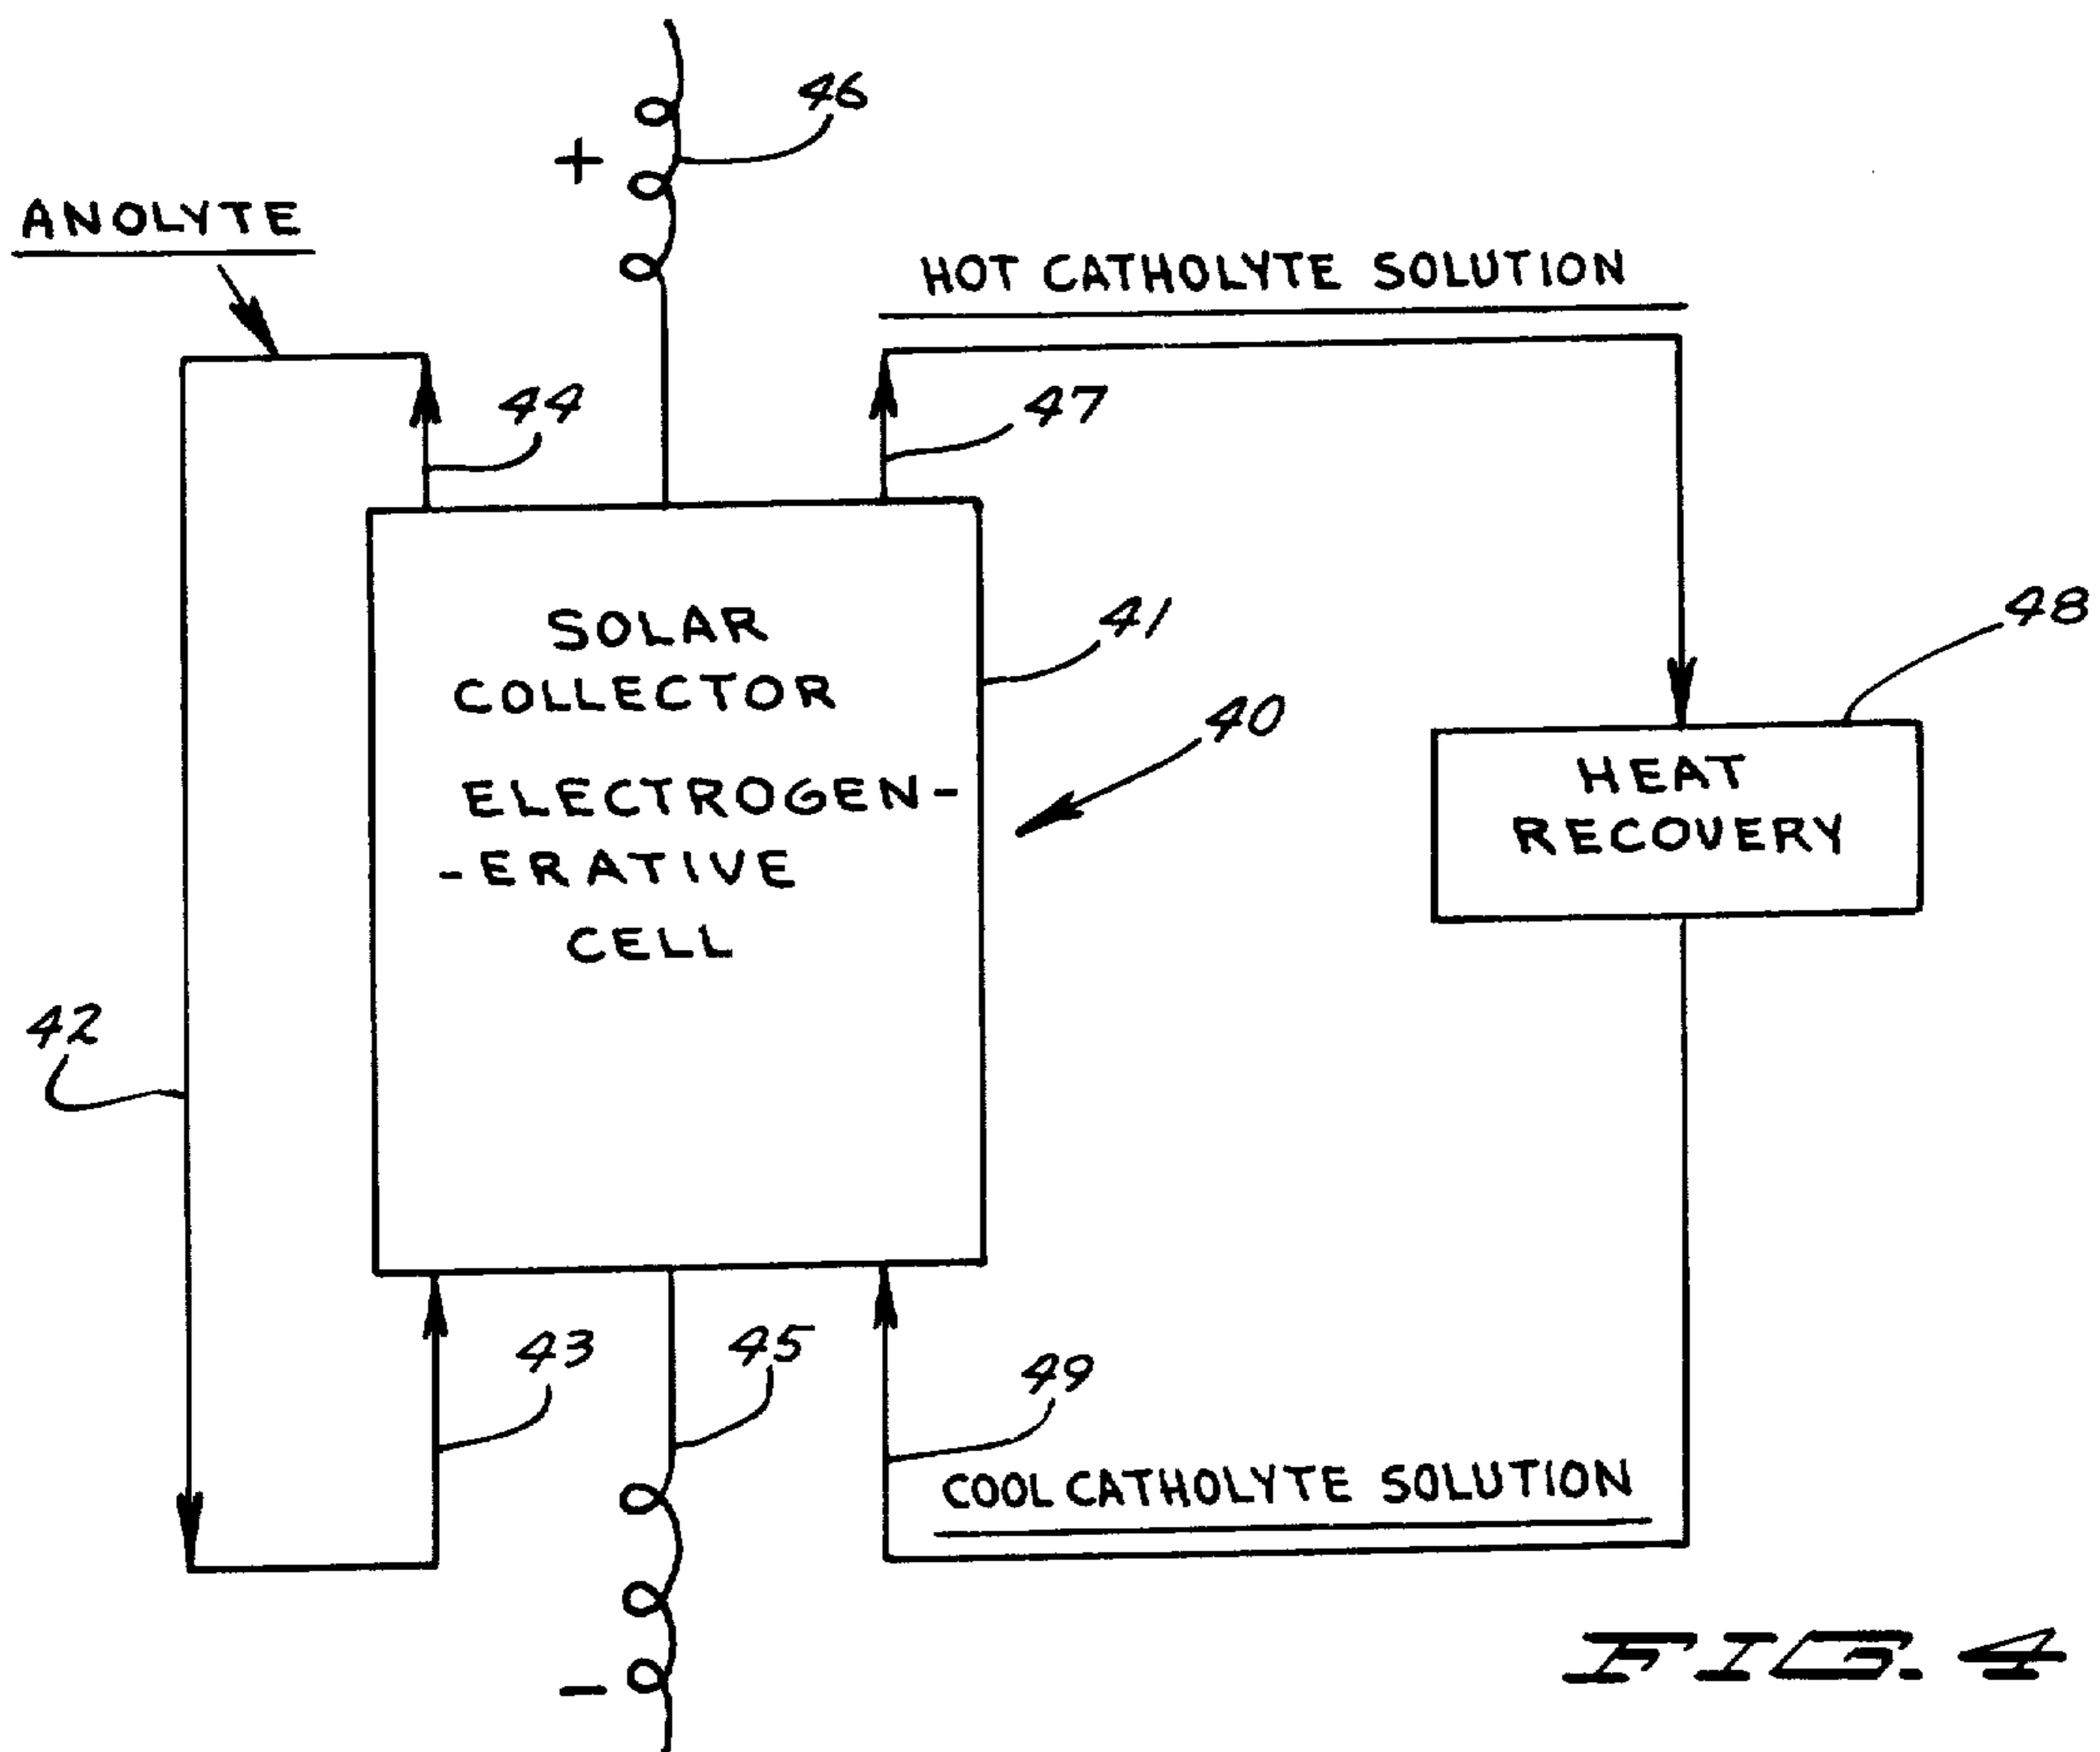 46
+
ANOLYTE
HOT CATHOLYTE SOLUTION
44
47
SOLAR
COLLECTOR
ELECTROGEN-
-ERATIVE
CELL
41
40
48
HEAT
RECOVERY
42
43
45
49
COOL CATHOLYTE SOLUTION
-
FIG. 4